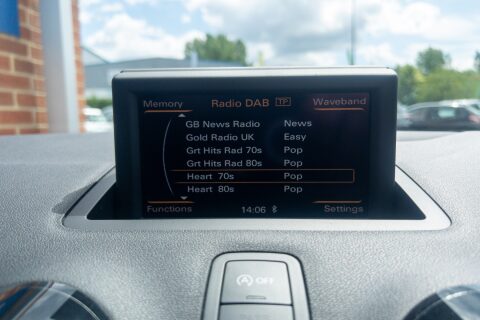 Memory Radio DAB TP Waveband
GB News Radio News
Gold Radio UK Easy
Grt Hits Rad 70s Pop
Grt Hits Rad 80s Pop
Heart 70s Pop
Heart 80s Pop
Functions 14:06 Settings
A OFF